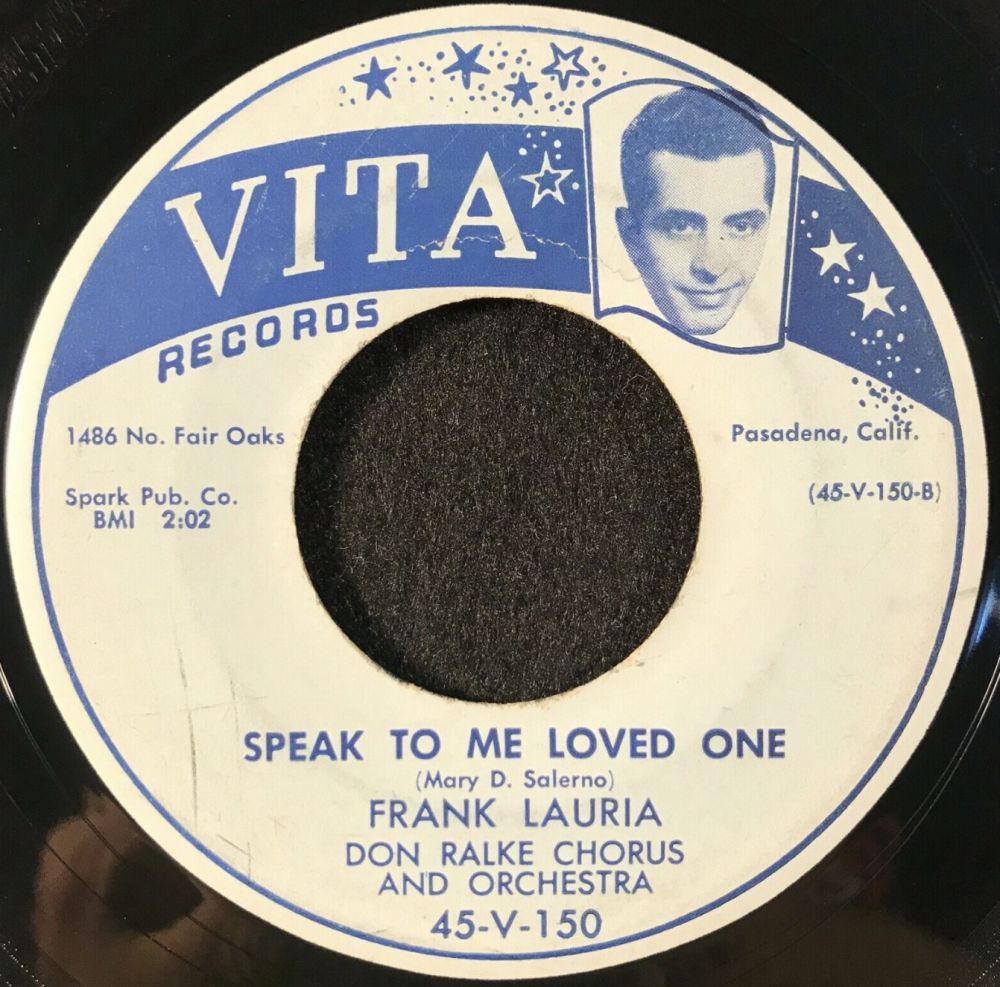 VITA
RECORDS
1486 No. Fair Oaks
Pasadena, Calif.
Spark Pub. Co.
BMI 2:02
(45-V-150-B)
SPEAK TO ME LOVED ONE
(Mary D. Salerno)
FRANK LAURIA
DON RALKE CHORUS
AND ORCHESTRA
45-V-150